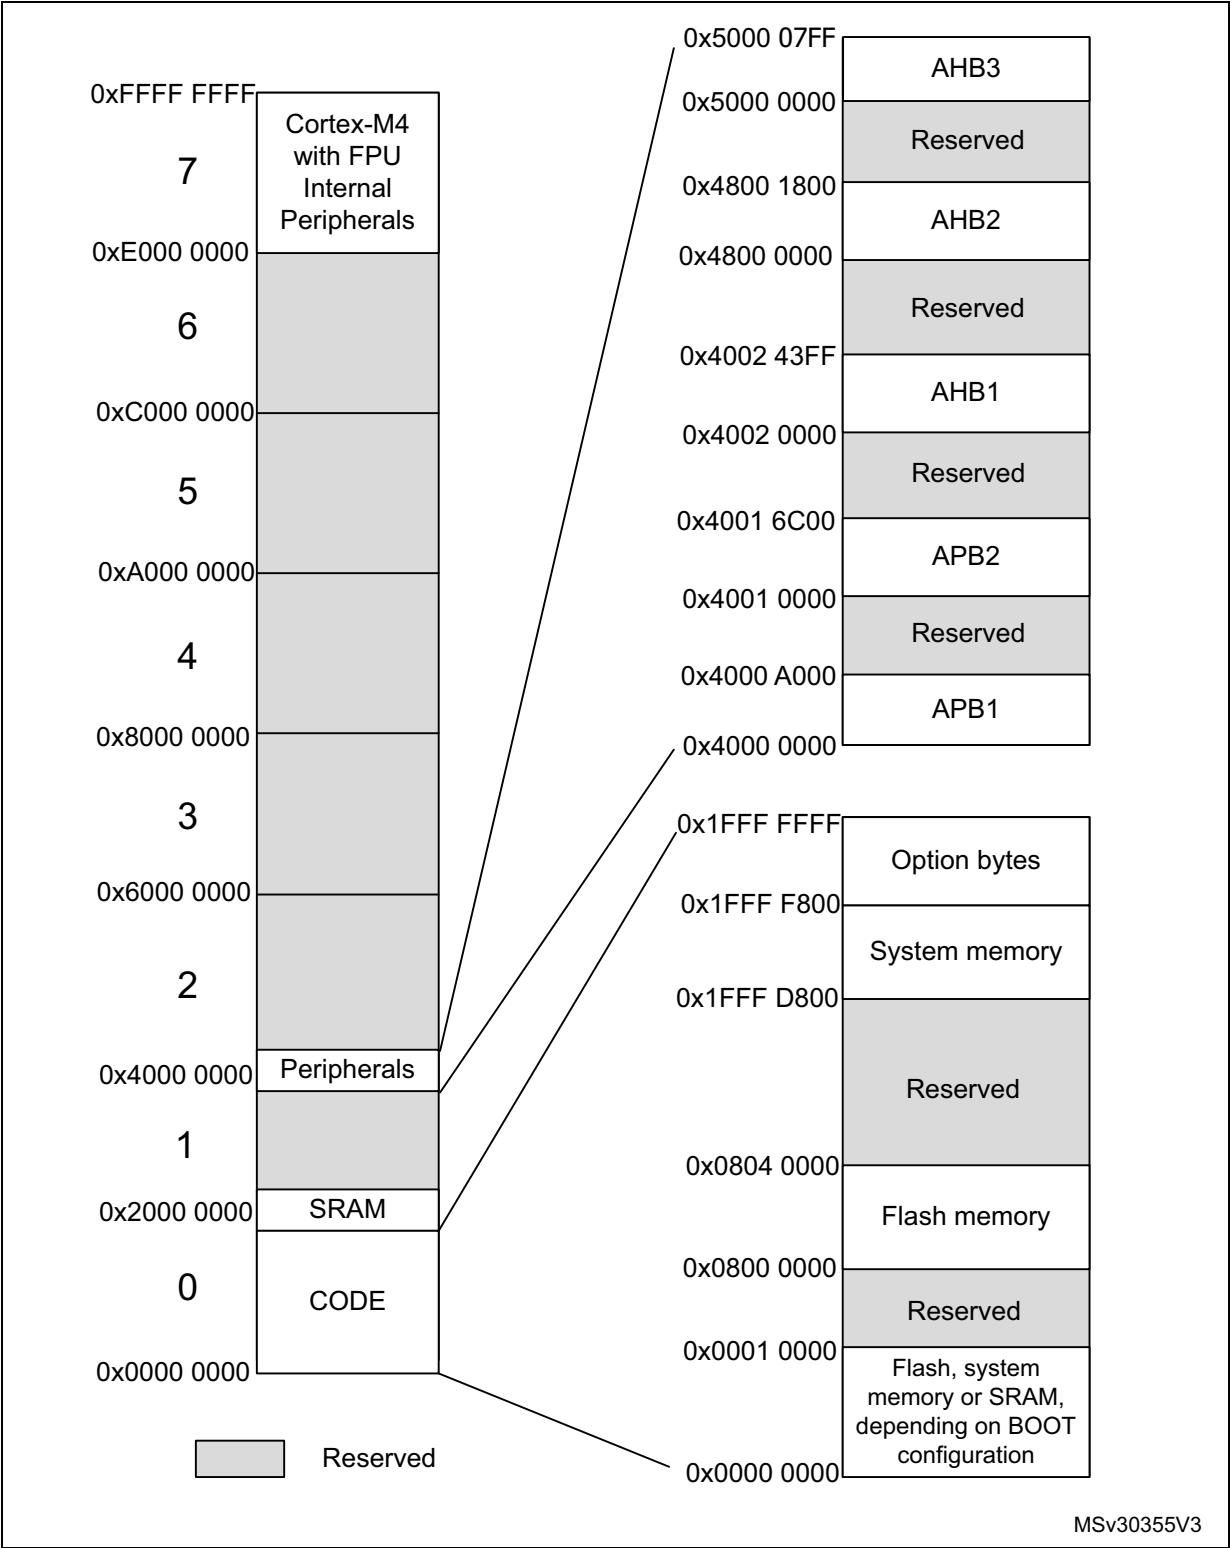 0xFFFF FFFF
Cortex-M4
with FPU
Internal
Peripherals
7
0xE000 0000
6
0xC000 0000
5
0xA000 0000
4
0x8000 0000
3
0x6000 0000
2
Peripherals
0x4000 0000
1
SRAM
0x2000 0000
0
CODE
0x0000 0000
Reserved
0x5000 07FF
AHB3
0x5000 0000
Reserved
0x4800 1800
AHB2
0x4800 0000
Reserved
0x4002 43FF
AHB1
0x4002 0000
Reserved
0x4001 6C00
APB2
0x4001 0000
Reserved
0x4000 A000
APB1
0x4000 0000
0x1FFF FFFF
Option bytes
0x1FFF F800
System memory
0x1FFF D800
Reserved
0x0804 0000
Flash memory
0x0800 0000
Reserved
0x0001 0000
Flash, system
memory or SRAM,
depending on BOOT
configuration
0x0000 0000
MSv30355V3